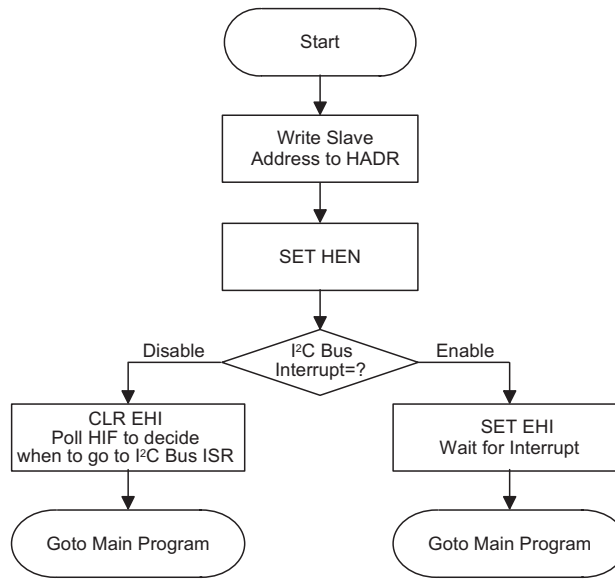 Start
Write Slave
Address to HADR
SET HEN
I²C Bus
Interrupt=?
Disable
Enable
CLR EHI
Poll HIF to decide
when to go to I²C Bus ISR
SET EHI
Wait for Interrupt
Goto Main Program
Goto Main Program